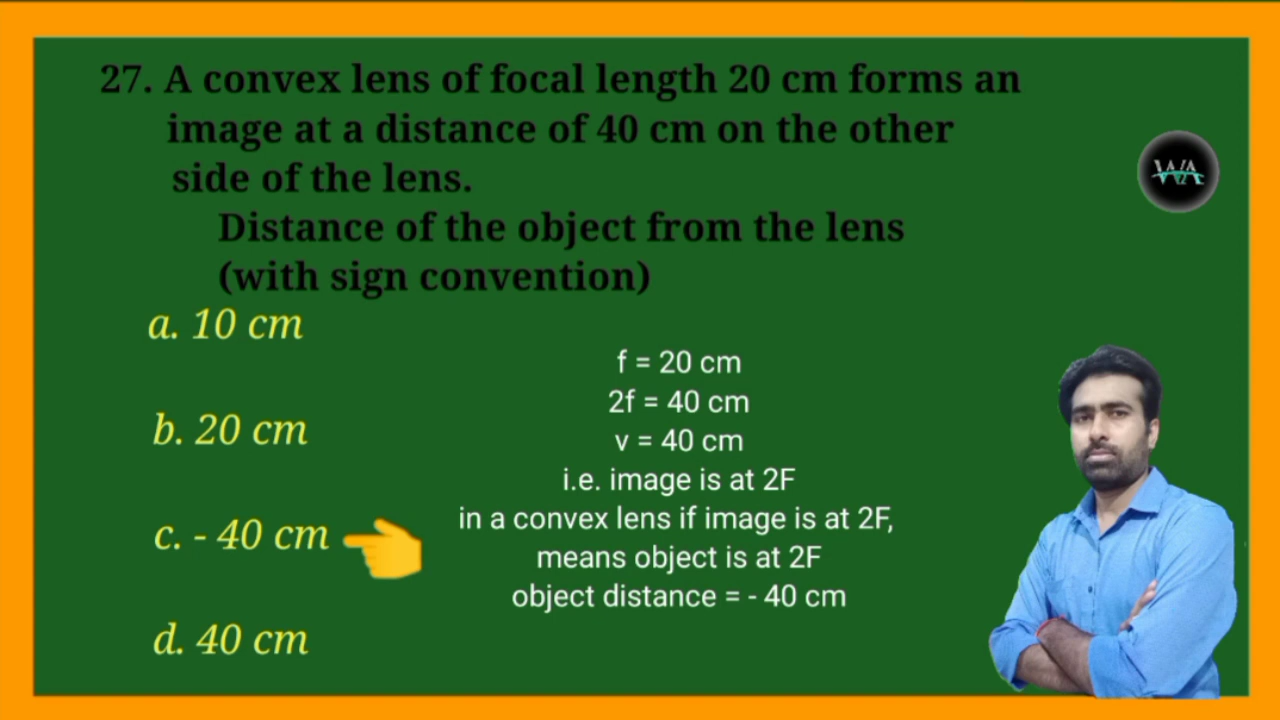 27. A convex lens of focal length 20 cm forms an
image at a distance of 40 cm on the other
side of the lens.
Distance of the object from the lens
(with sign convention)
a. 10 cm
b. 20 cm
c. - 40 cm
d. 40 cm
f = 20 cm
2f = 40 cm
v = 40 cm
i.e. image is at 2F
in a convex lens if image is at 2F,
means object is at 2F
object distance = - 40 cm